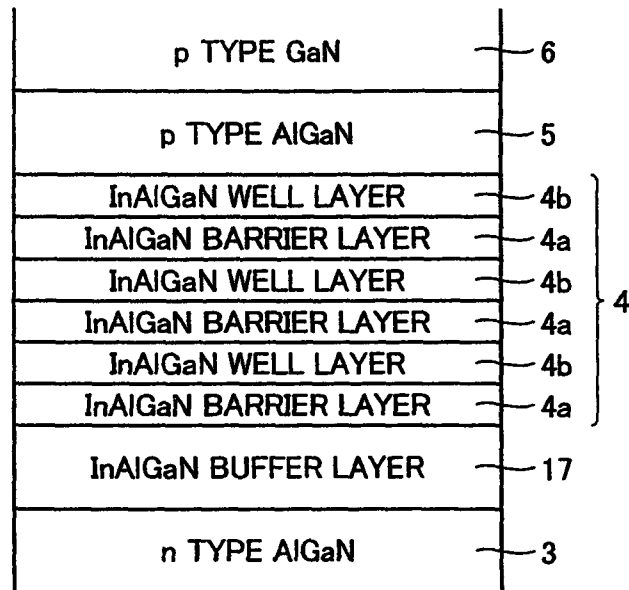 p TYPE GaN 6
p TYPE AlGaN 5
InAlGaN WELL LAYER 4b
InAlGaN BARRIER LAYER 4a
InAlGaN WELL LAYER 4b
4
InAlGaN BARRIER LAYER 4a
InAlGaN WELL LAYER 4b
InAlGaN BARRIER LAYER 4a
InAlGaN BUFFER LAYER 17
n TYPE AlGaN 3